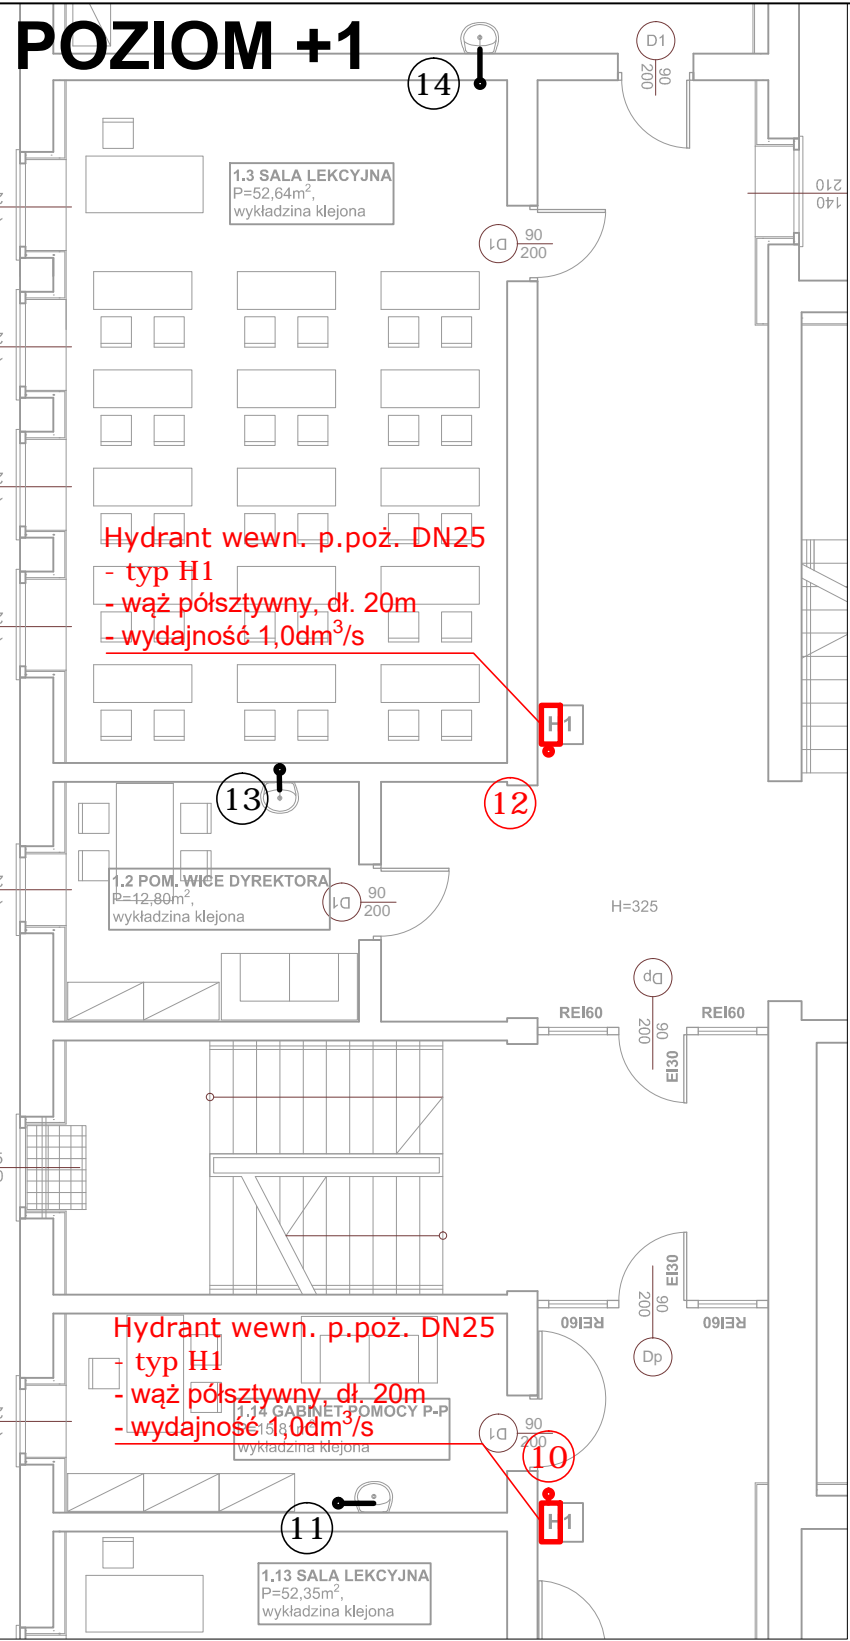 POZIOM +1
14
D1
90
200
1.3 SALA LEKCYJNA
P=52,64m²,
wykładzina klejona
210
140
D1
90
200
Hydrant wewn. p.poż. DN25
- typ H1
- wąż półsztywny, dł. 20m
- wydajność 1,0dm³/s
H1
13
12
1.2 POM. WICE DYREKTORA
P=12,80m²,
wykładzina klejona
D1
90
200
H=325
Dp
REI60
REI60
90
200
EI30
EI30
90
200
REI60
REI60
Dp
Hydrant wewn. p.poż. DN25
- typ H1
- wąż półsztywny, dł. 20m
- wydajność 1,0dm³/s
1.14 GABINET POMOCY P-P
wykładzina klejona
D1
90
200
10
H1
11
1.13 SALA LEKCYJNA
P=52,35m²,
wykładzina klejona